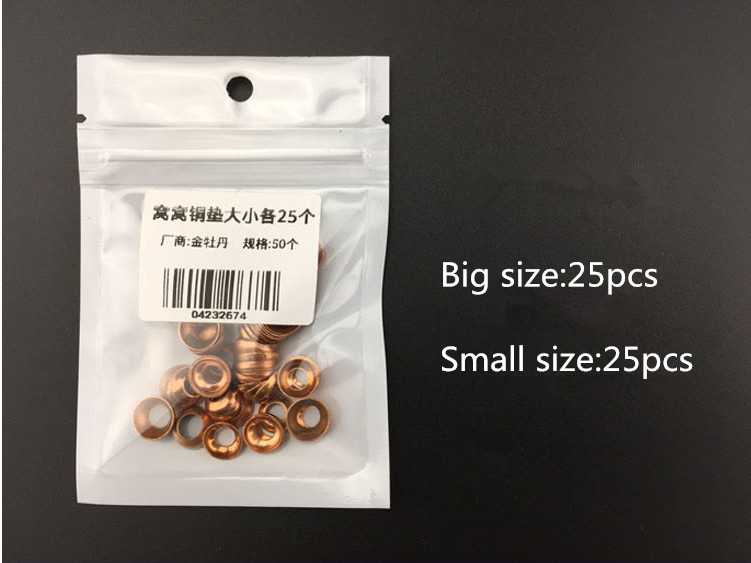 窝窝铜垫大小各25个
厂商:金牡丹 规格:50个
04232674
Big size:25pcs
Small size:25pcs